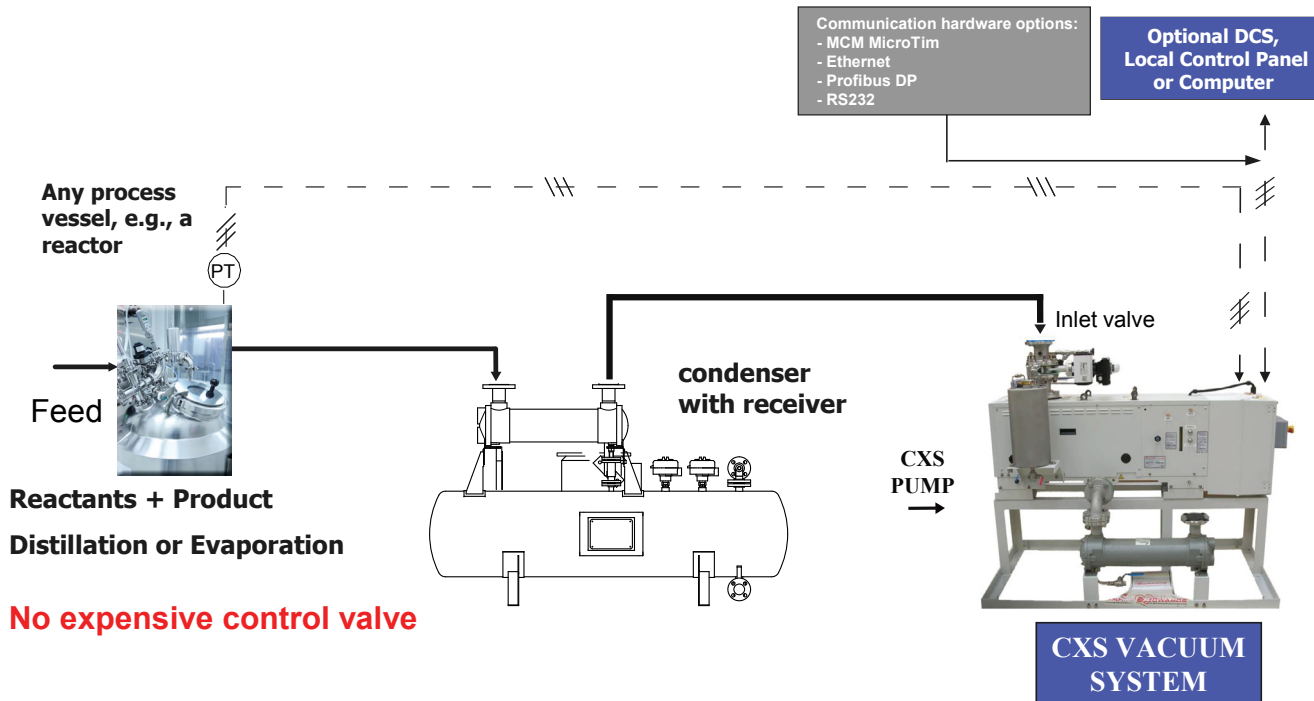 Communication hardware options:
- MCM MicroTim
- Ethernet
- Profibus DP
- RS232
Optional DCS,
Local Control Panel
or Computer
Any process
vessel, e.g., a
reactor
PT
Feed
Inlet valve
condenser
with receiver
CXS
PUMP
Reactants + Product
Distillation or Evaporation
No expensive control valve
CXS VACUUM
SYSTEM